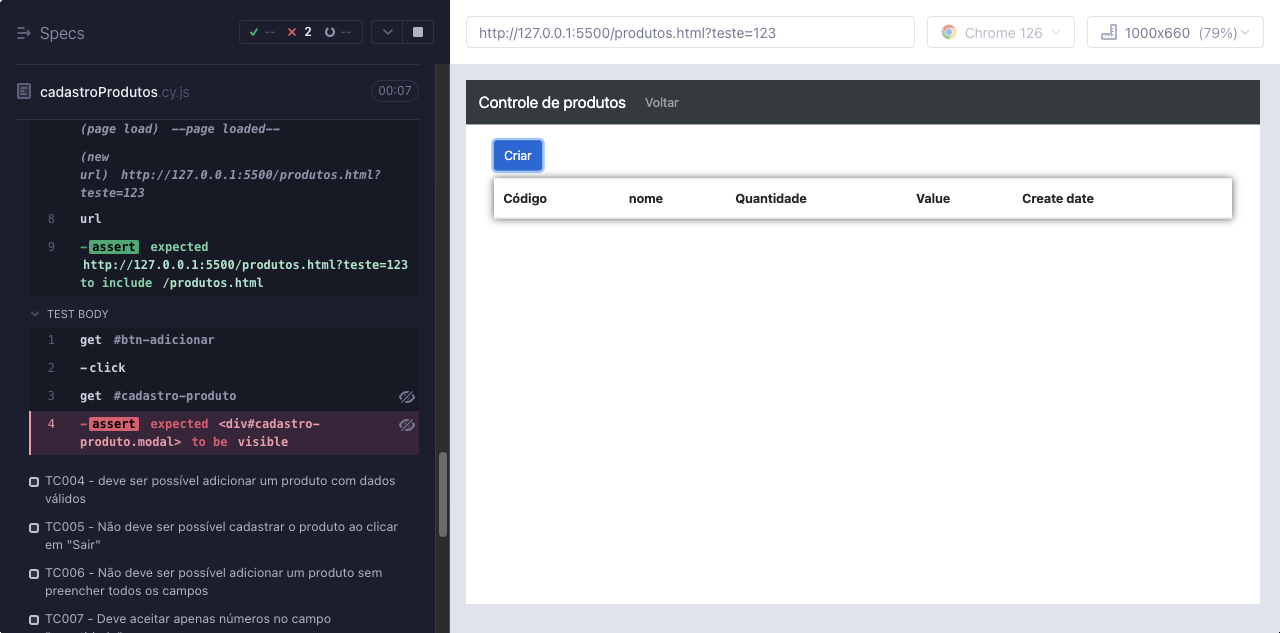 Specs
-- 2 --
cadastroProdutos.cy.js
00:07
(page load) --page loaded--
(new
url) http://127.0.0.1:5500/produtos.html?
teste=123
8 url
9 -assert expected
http://127.0.0.1:5500/produtos.html?teste=123
to include /produtos.html
TEST BODY
1 get #btn-adicionar
2 -click
3 get #cadastro-produto
4 -assert expected <div#cadastro-
produto.modal> to be visible
TC004 - deve ser possível adicionar um produto com dados
válidos
TC005 - Não deve ser possível cadastrar o produto ao clicar
em "Sair"
TC006 - Não deve ser possível adicionar um produto sem
preencher todos os campos
TC007 - Deve aceitar apenas números no campo
http://127.0.0.1:5500/produtos.html?teste=123
Chrome 126
1000x660 (79%)
Controle de produtos Voltar
Criar
Código nome Quantidade Value Create date